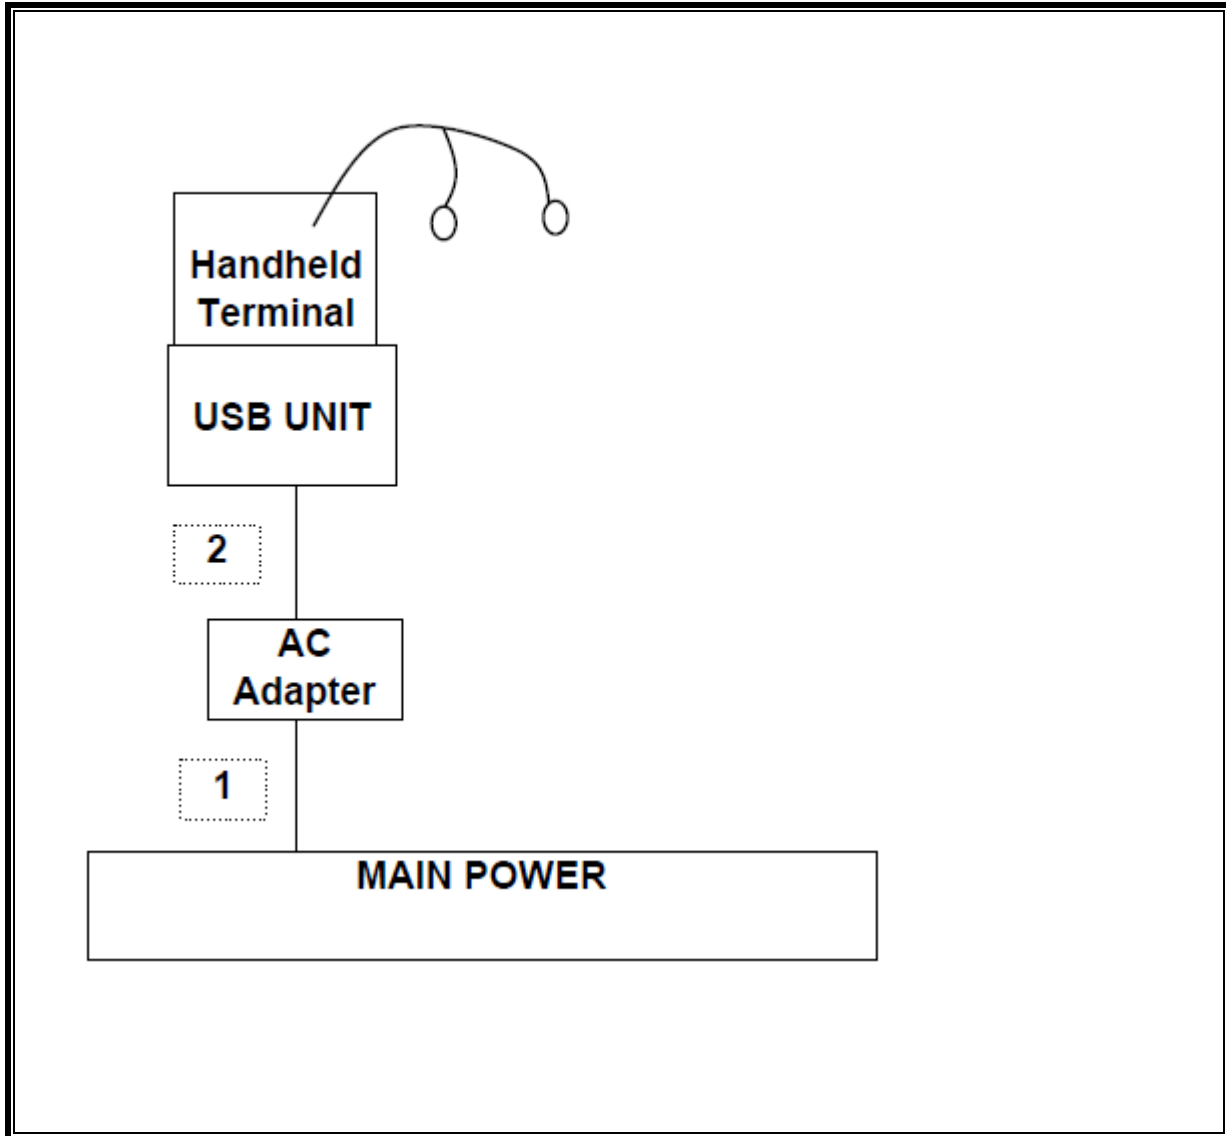 Handheld
Terminal
USB UNIT
2
AC
Adapter
1
MAIN POWER